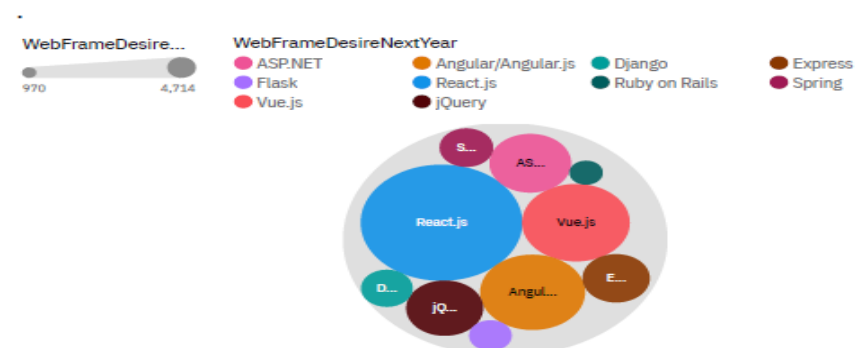 WebFrameDesire...
970 4,714
WebFrameDesireNextYear
ASP.NET Angular/Angular.js Django Express
Flask React.js Ruby on Rails Spring
Vue.js jQuery
S...
AS...
React.js Vue.js
D... Angul... E...
jQ...